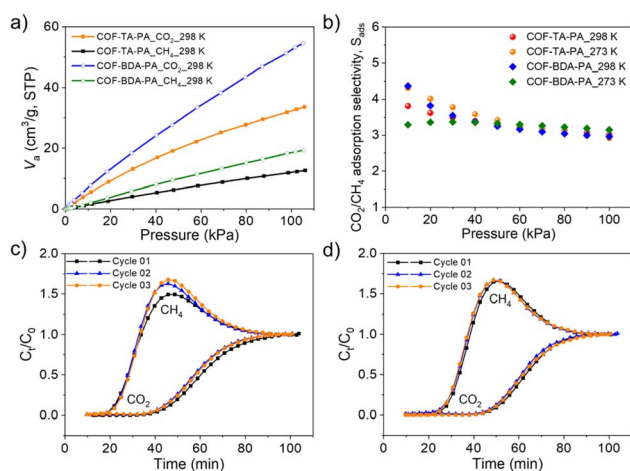 a)
60
40
20
0
0 20 40 60 80 100
V_a (cm³/g, STP)
Pressure (kPa)
COF-TA-PA_CO₂_298 K
COF-TA-PA_CH₄_298 K
COF-BDA-PA_CO₂_298 K
COF-BDA-PA_CH₄_298 K
b)
6
5
4
3
2
1
0 20 40 60 80 100
CO₂/CH₄ adsorption selectivity, S_ads
Pressure (kPa)
COF-TA-PA_298 K
COF-TA-PA_273 K
COF-BDA-PA_298 K
COF-BDA-PA_273 K
c)
2.0
1.5
1.0
0.5
0.0
0 20 40 60 80 100
C_t/C_0
Time (min)
Cycle 01
Cycle 02
Cycle 03
CH₄
CO₂
d)
2.0
1.5
1.0
0.5
0.0
0 20 40 60 80 100
C_t/C_0
Time (min)
Cycle 01
Cycle 02
Cycle 03
CH₄
CO₂